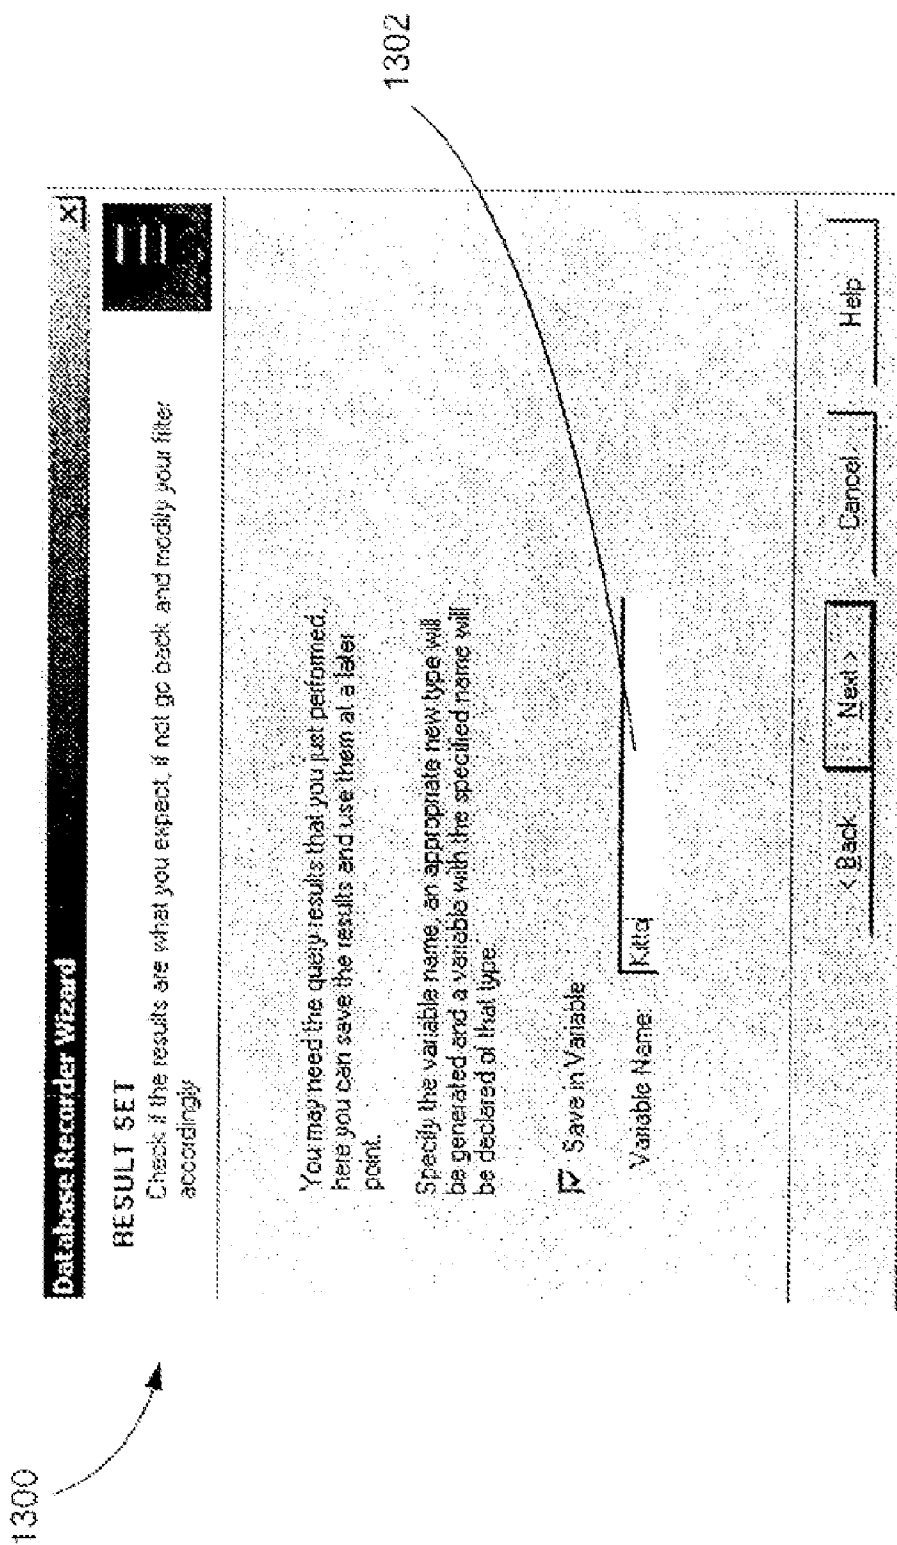 1300
1302
Database Recorder Wizard
RESULT SET
Check if the results are what you expect, if not go back and modify your filter
accordingly
You may need the query results that you just performed,
here you can save the results and use them at a later
point.
Specify the variable name, an appropriate new type will
be generated and a variable with the specified name will
be declared of that type.
Save in Variable
Variable Name:
< Back
Next >
Cancel
Help